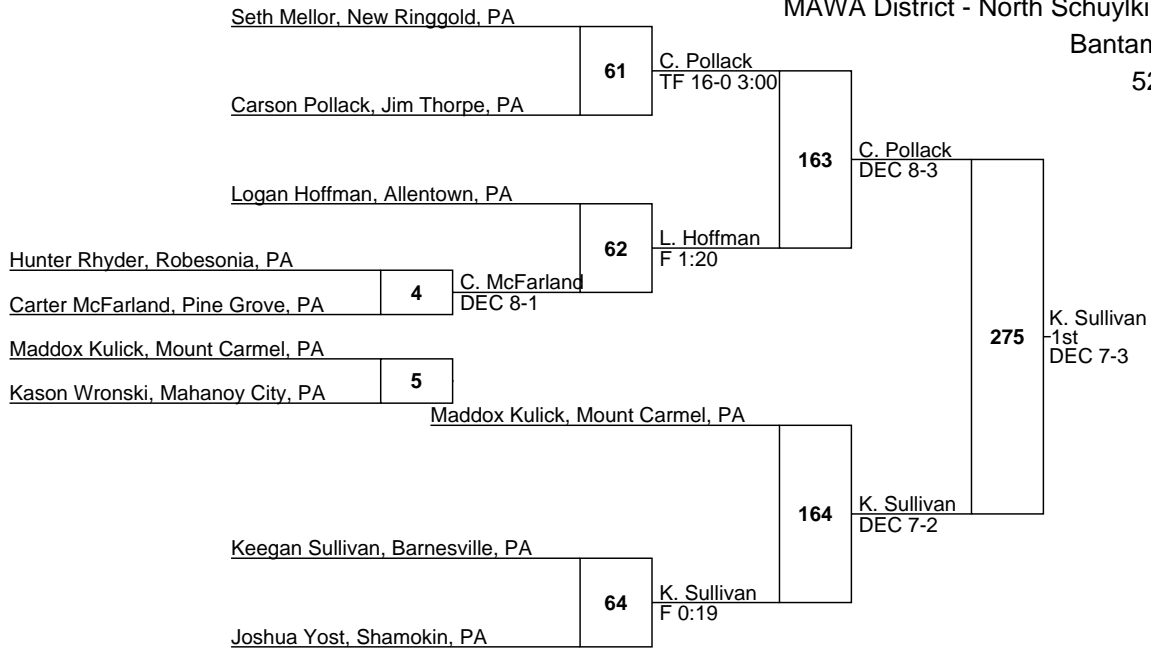 MAWA District - North Schuylki
Bantam
52
Seth Mellor, New Ringgold, PA
61
C. Pollack
TF 16-0 3:00
Carson Pollack, Jim Thorpe, PA
163
C. Pollack
DEC 8-3
Logan Hoffman, Allentown, PA
62
L. Hoffman
F 1:20
Hunter Rhyder, Robesonia, PA
4
C. McFarland
DEC 8-1
Carter McFarland, Pine Grove, PA
275
K. Sullivan
1st
DEC 7-3
Maddox Kulick, Mount Carmel, PA
5
Kason Wronski, Mahanoy City, PA
Maddox Kulick, Mount Carmel, PA
164
K. Sullivan
DEC 7-2
Keegan Sullivan, Barnesville, PA
64
K. Sullivan
F 0:19
Joshua Yost, Shamokin, PA